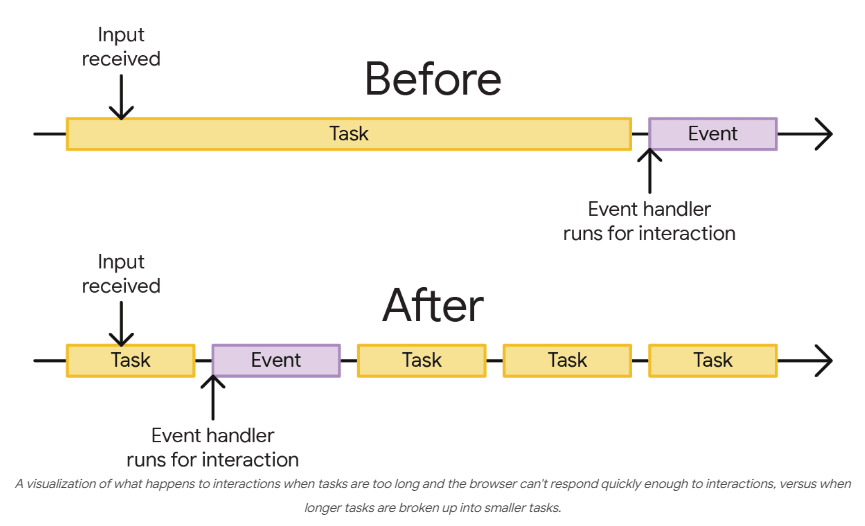 Input
received
Before
Task
Event
Event handler
runs for interaction
Input
received
After
Task
Event
Task
Task
Task
Event handler
runs for interaction
A visualization of what happens to interactions when tasks are too long and the browser can't respond quickly enough to interactions, versus when
longer tasks are broken up into smaller tasks.